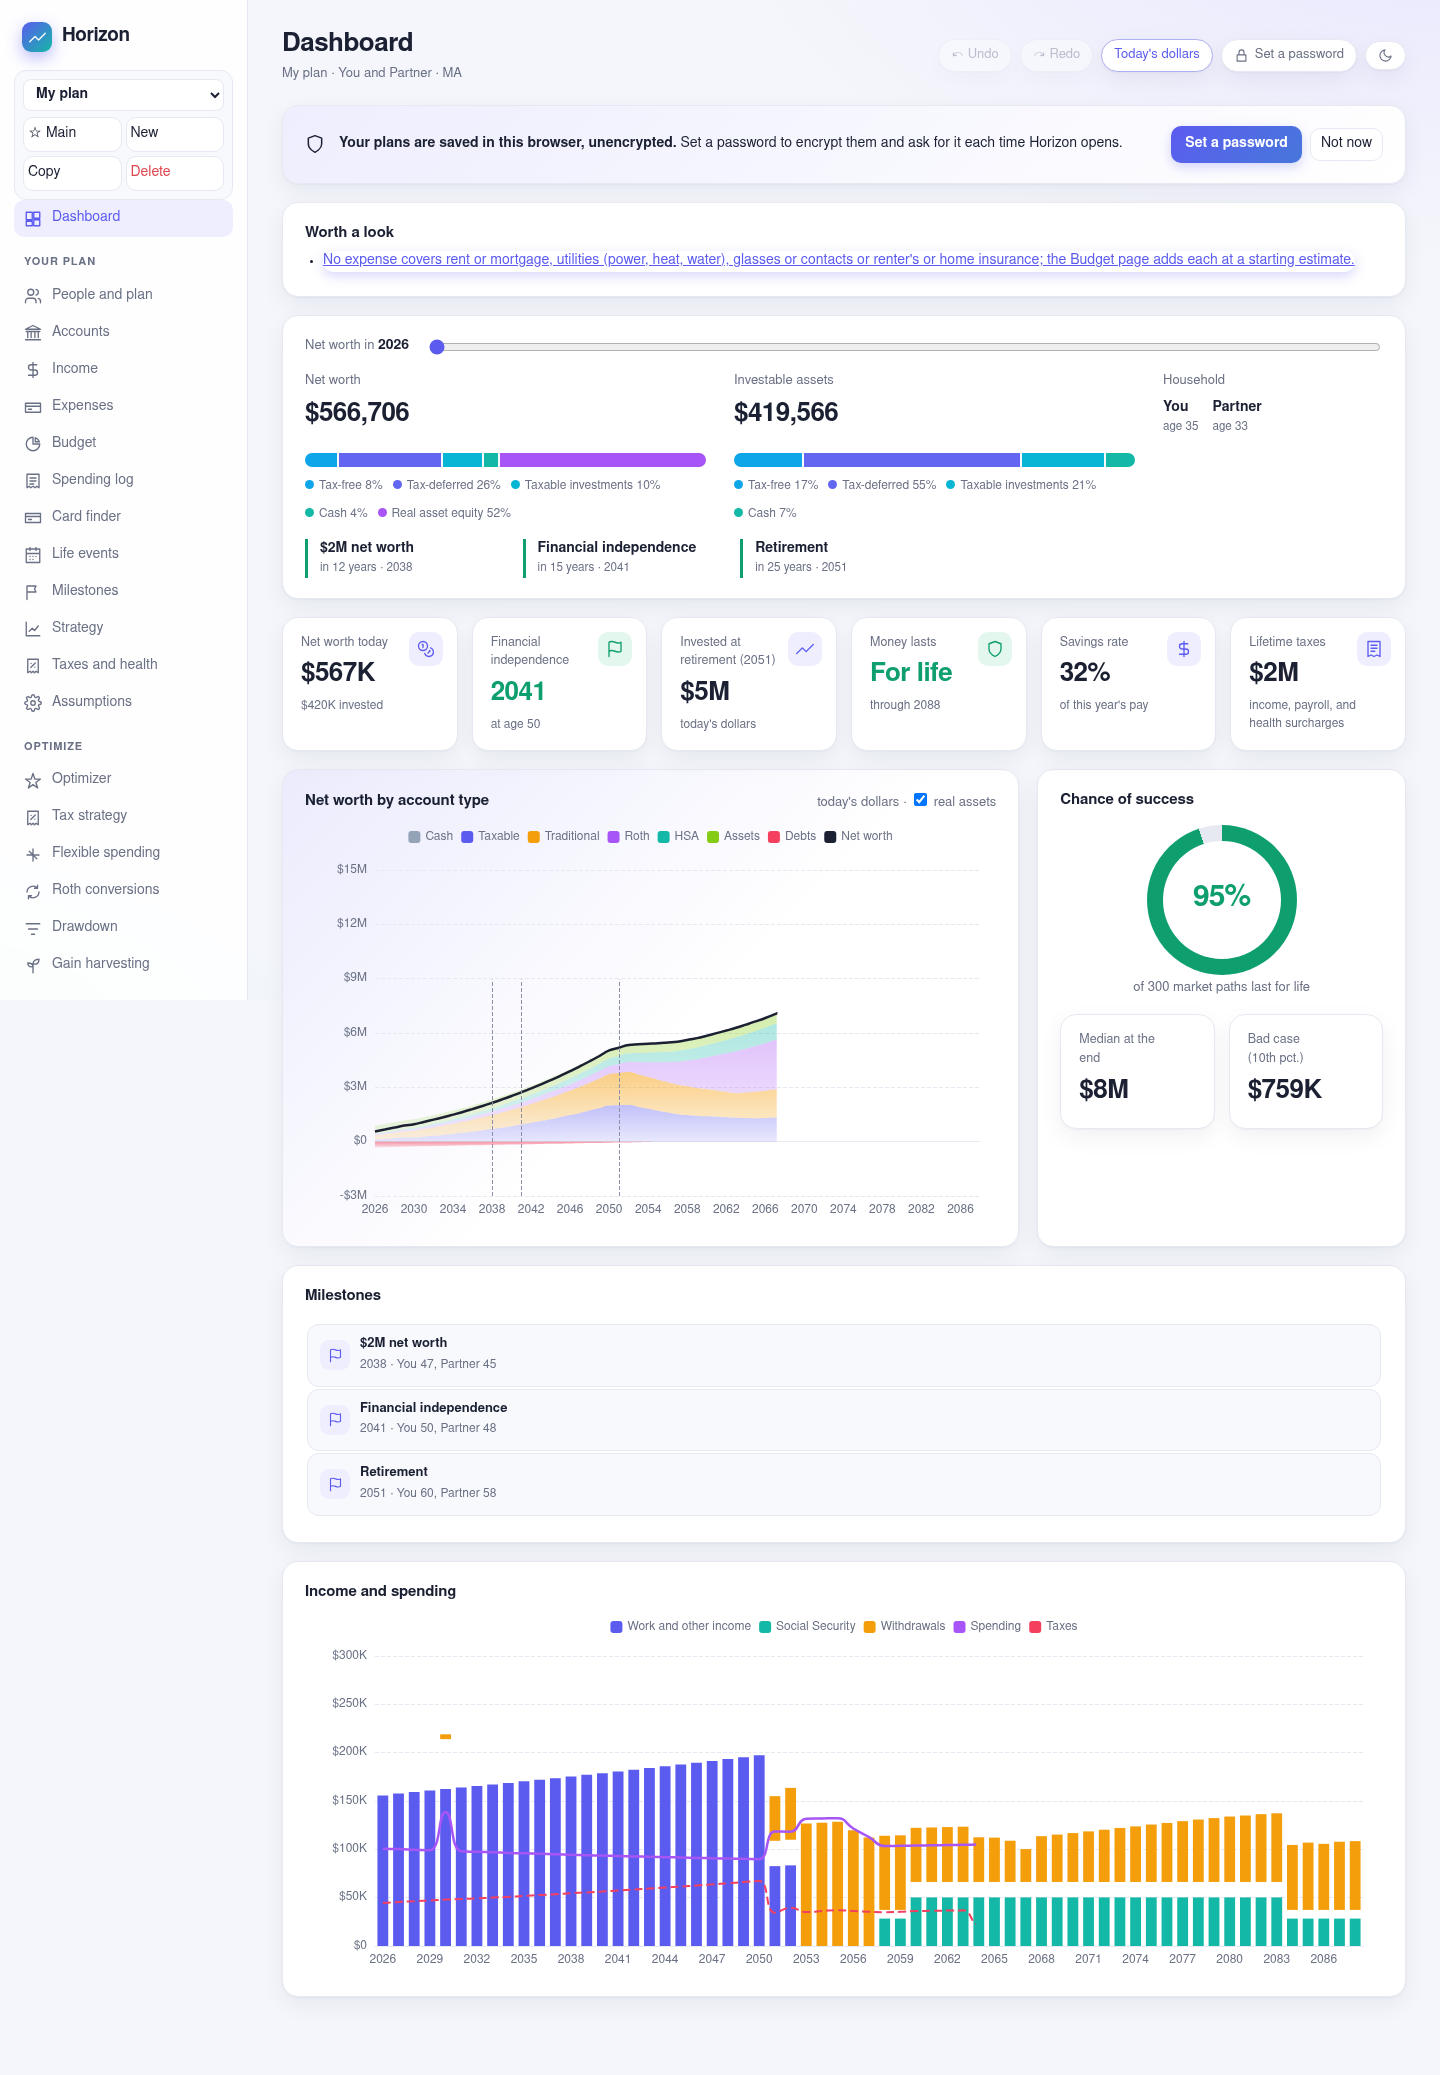 Horizon
My plan
☆ Main
New
Copy
Delete
Dashboard
YOUR PLAN
People and plan
Accounts
Income
Expenses
Budget
Spending log
Card finder
Life events
Milestones
Strategy
Taxes and health
Assumptions
OPTIMIZE
Optimizer
Tax strategy
Flexible spending
Roth conversions
Drawdown
Gain harvesting
Dashboard
My plan · You and Partner · MA
Undo
Redo
Today's dollars
Set a password
Your plans are saved in this browser, unencrypted. Set a password to encrypt them and ask for it each time Horizon opens.
Set a password
Not now
Worth a look
• No expense covers rent or mortgage, utilities (power, heat, water), glasses or contacts or renter's or home insurance; the Budget page adds each at a starting estimate.
Net worth in 2026
Net worth
$566,706
Tax-free 8% Tax-deferred 26% Taxable investments 10%
Cash 4% Real asset equity 52%
Investable assets
$419,566
Tax-free 17% Tax-deferred 55% Taxable investments 21%
Cash 7%
Household
You Partner
age 35 age 33
$2M net worth
in 12 years · 2038
Financial independence
in 15 years · 2041
Retirement
in 25 years · 2051
Net worth today
$567K
$420K invested
Financial
independence
2041
at age 50
Invested at
retirement (2051)
$5M
today's dollars
Money lasts
For life
through 2088
Savings rate
32%
of this year's pay
Lifetime taxes
$2M
income, payroll, and
health surcharges
Net worth by account type
today's dollars · real assets
Cash Taxable Traditional Roth HSA Assets Debts Net worth
$15M
$12M
$9M
$6M
$3M
$0
-$3M
2026 2030 2034 2038 2042 2046 2050 2054 2058 2062 2066 2070 2074 2078 2082 2086
Chance of success
95%
of 300 market paths last for life
Median at the
end
$8M
Bad case
(10th pct.)
$759K
Milestones
$2M net worth
2038 · You 47, Partner 45
Financial independence
2041 · You 50, Partner 48
Retirement
2051 · You 60, Partner 58
Income and spending
Work and other income Social Security Withdrawals Spending Taxes
$300K
$250K
$200K
$150K
$100K
$50K
$0
2026 2029 2032 2035 2038 2041 2044 2047 2050 2053 2056 2059 2062 2065 2068 2071 2074 2077 2080 2083 2086